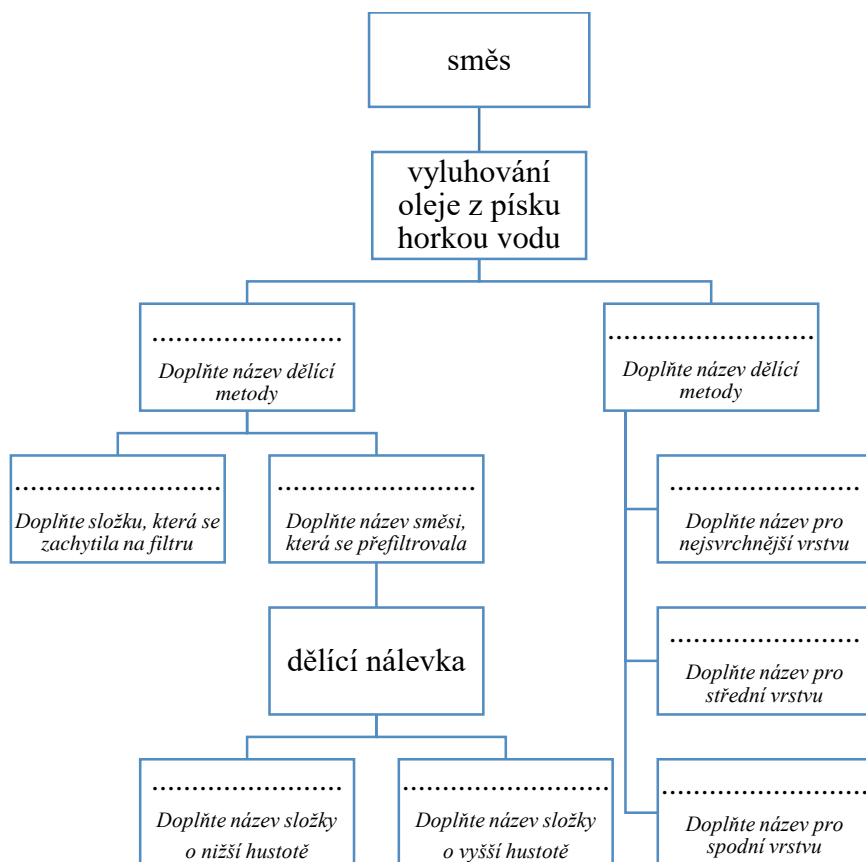 směs
vyluhování
oleje z písku
horkou vodu
..........................
Doplňte název dělící
metody
............................
Doplňte název dělící
metody
............................
Doplňte složku, která se
zachytila na filtru
...........................
Doplňte název směsi,
která se přefiltrovala
..........................
Doplňte název pro
nejsvrchnější vrstvu
dělící nálevka
..........................
Doplňte název pro
střední vrstvu
..........................
Doplňte název složky
o nižší hustotě
..........................
Doplňte název složky
o vyšší hustotě
............................
Doplňte název pro
spodní vrstvu